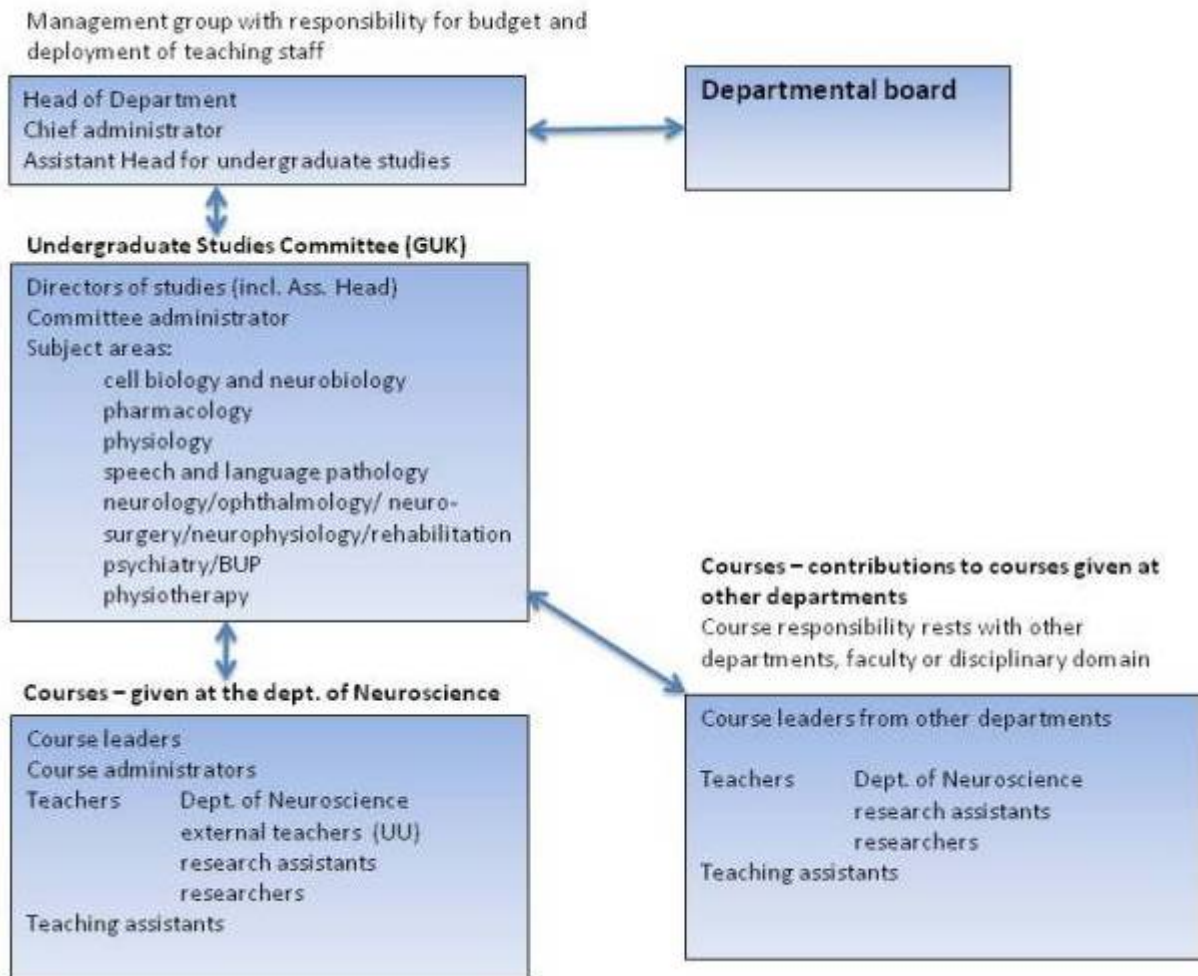 Management group with responsibility for budget and
deployment of teaching staff
Head of Department
Chief administrator
Assistant Head for undergraduate studies
Departmental board
Undergraduate Studies Committee (GUK)
Directors of studies (incl. Ass. Head)
Committee administrator
Subject areas:
cell biology and neurobiology
pharmacology
physiology
speech and language pathology
neurology/ophthalmology/ neuro-
surgery/neurophysiology/rehabilitation
psychiatry/BUP
physiotherapy
Courses – contributions to courses given at
other departments
Course responsibility rests with other
departments, faculty or disciplinary domain
Courses – given at the dept. of Neuroscience
Course leaders
Course administrators
Teachers Dept. of Neuroscience
external teachers (UU)
research assistants
researchers
Teaching assistants
Course leaders from other departments
Teachers Dept. of Neuroscience
research assistants
researchers
Teaching assistants